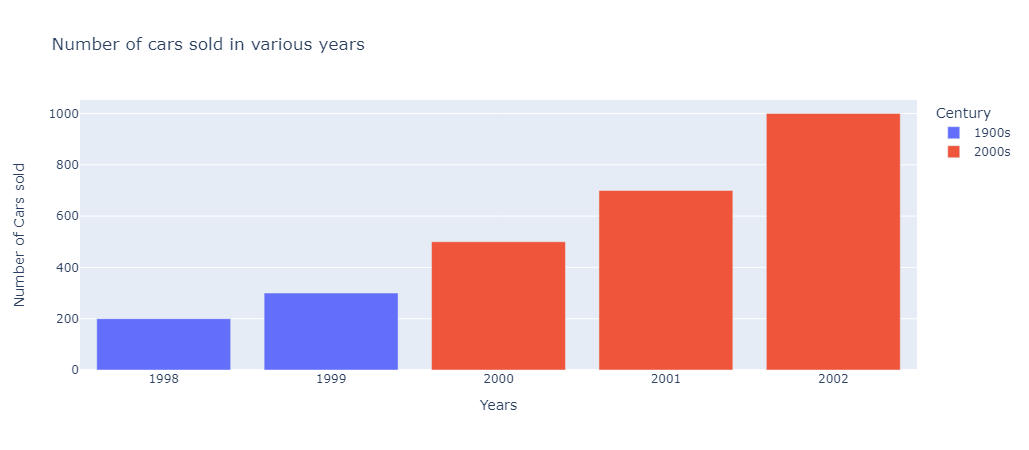 Number of cars sold in various years
Number of Cars sold
1000
800
600
400
200
0
1998 1999 2000 2001 2002
Years
Century
1900s
2000s